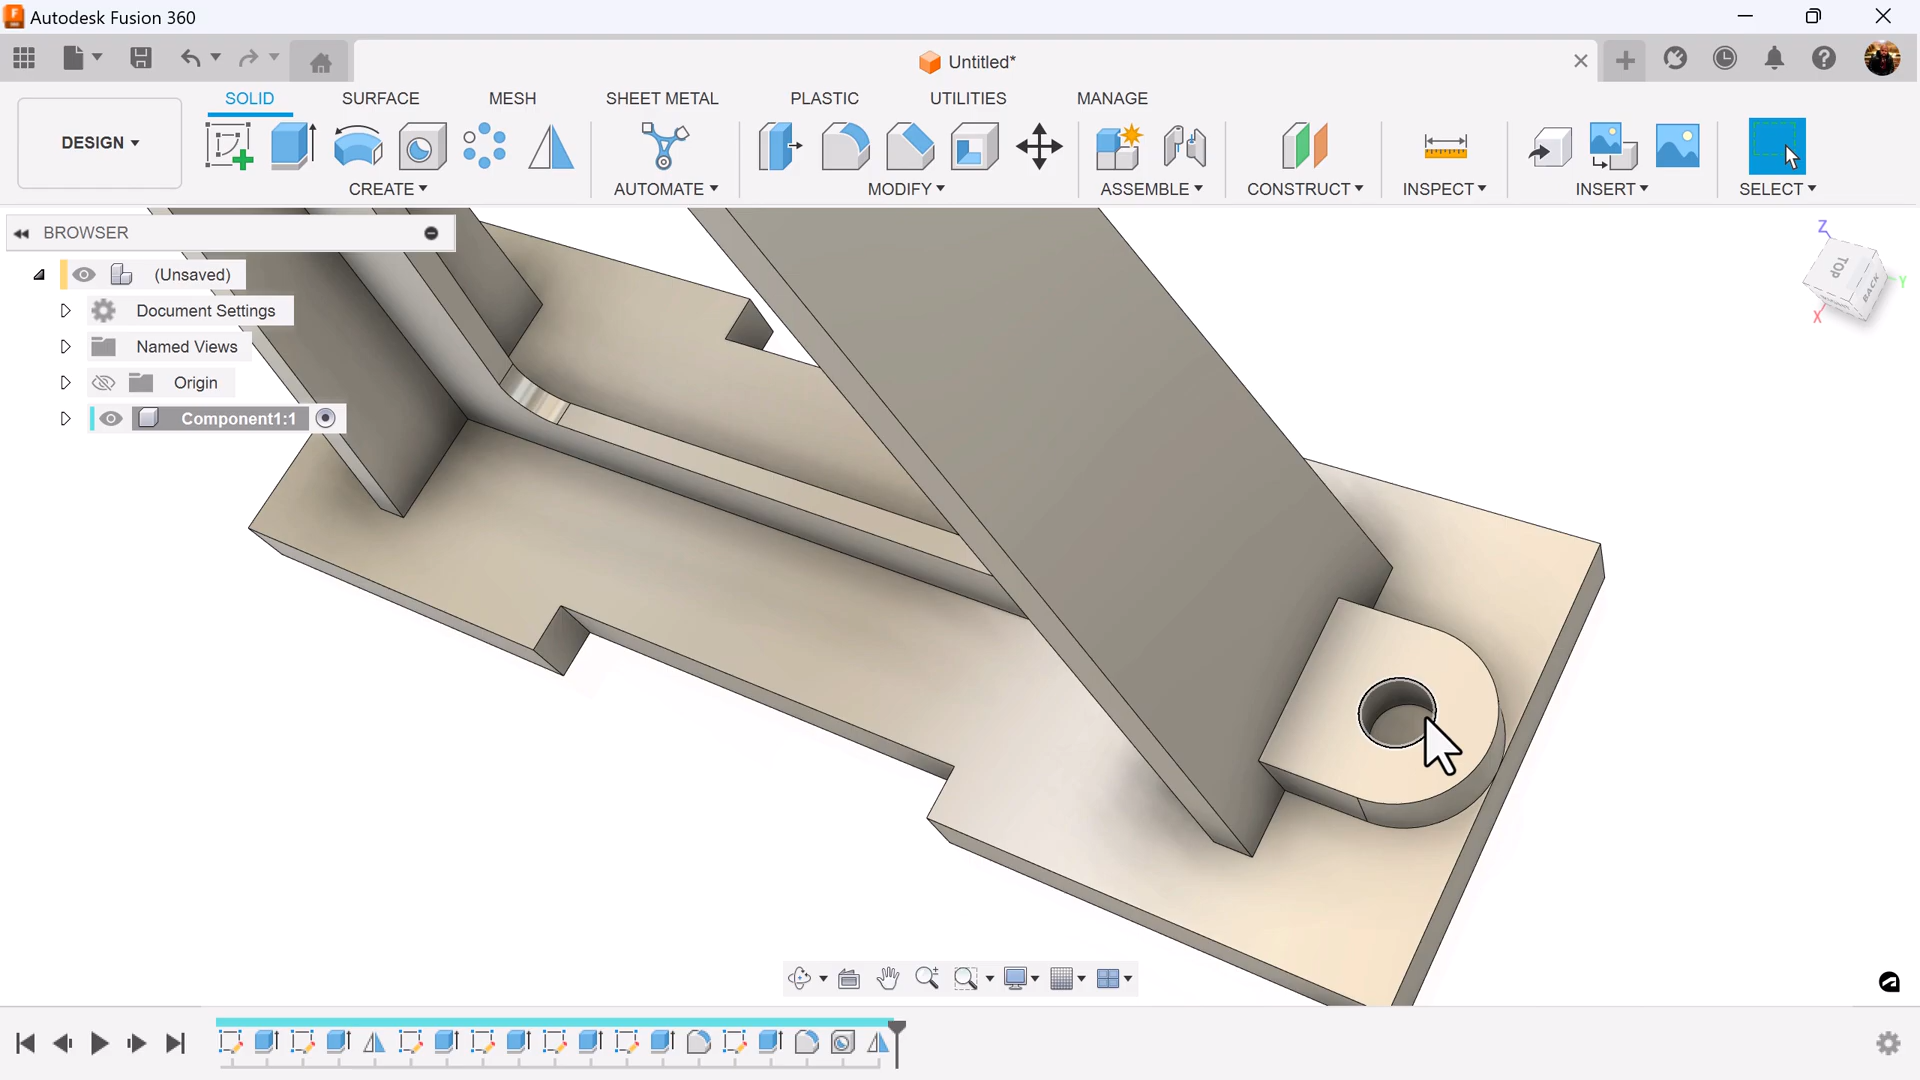 Autodesk Fusion 360
Untitled*
DESIGN
SOLID
SURFACE
MESH
SHEET METAL
PLASTIC
UTILITIES
MANAGE
CREATE
AUTOMATE
MODIFY
ASSEMBLE
CONSTRUCT
INSPECT
INSERT
SELECT
BROWSER
(Unsaved)
Document Settings
Named Views
Origin
Component1:1
Z
TOP
BACK
Y
X